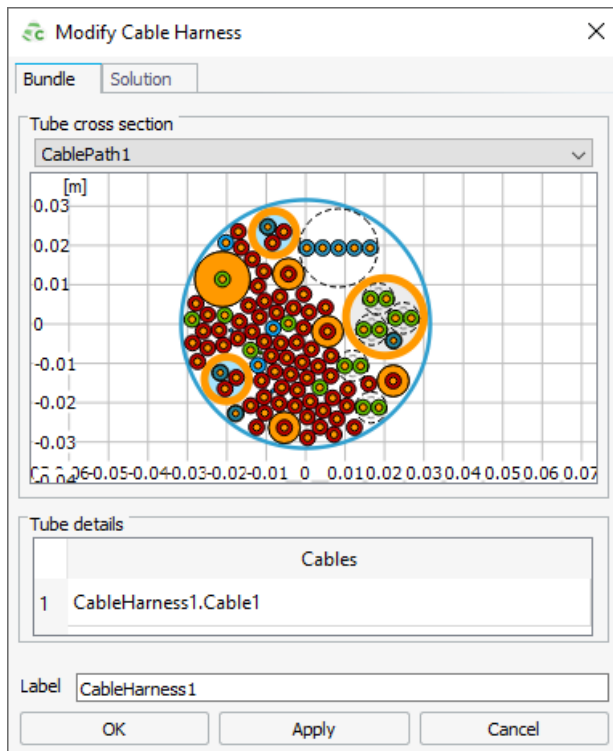 Modify Cable Harness
Bundle Solution
Tube cross section
CablePath1
[m]
0.03
0.02
0.01
0
-0.01
-0.02
-0.03
-0.05 -0.04 -0.03 -0.02 -0.01 0 0.01 0.02 0.03 0.04 0.05 0.06 0.07
Tube details
Cables
1 CableHarness1.Cable1
Label CableHarness1
OK Apply Cancel